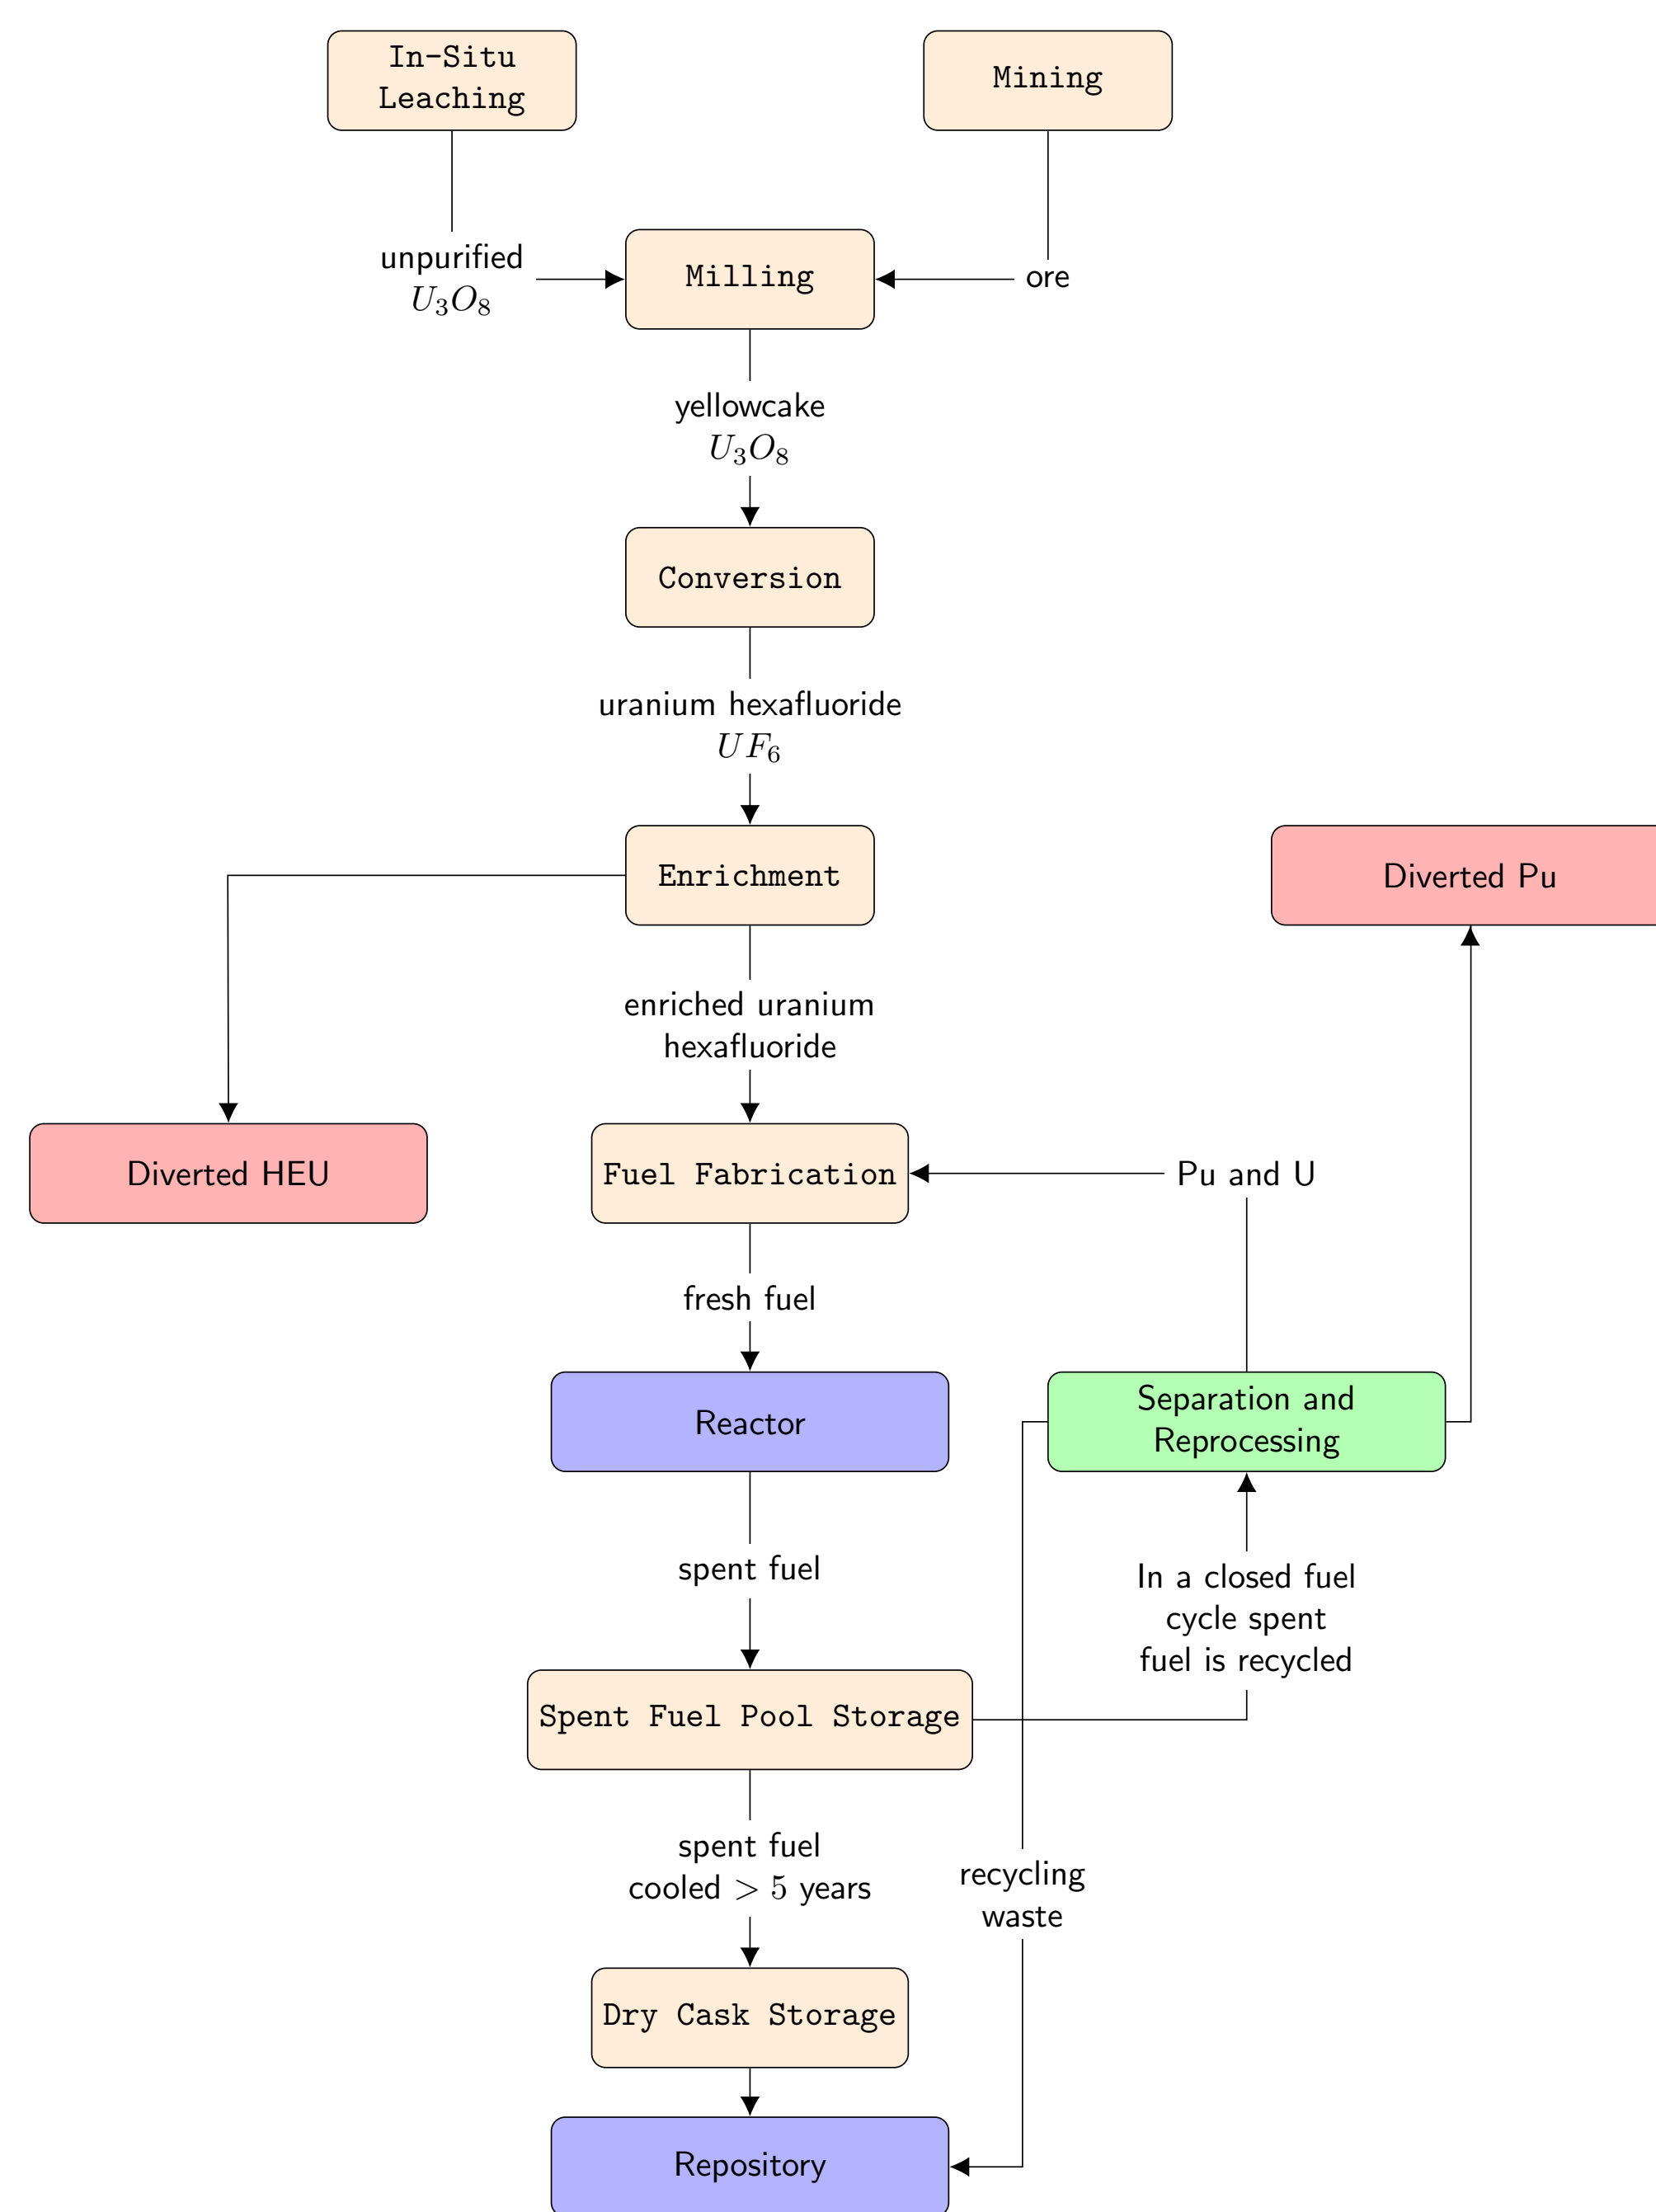 In-Situ
Leaching
Mining
unpurified
U₃O₈
Milling
ore
yellowcake
U₃O₈
Conversion
uranium hexafluoride
UF₆
Enrichment
Diverted Pu
enriched uranium
hexafluoride
Diverted HEU
Fuel Fabrication
Pu and U
fresh fuel
Reactor
Separation and
Reprocessing
spent fuel
In a closed fuel
cycle spent
fuel is recycled
Spent Fuel Pool Storage
spent fuel
cooled > 5 years
recycling
waste
Dry Cask Storage
Repository